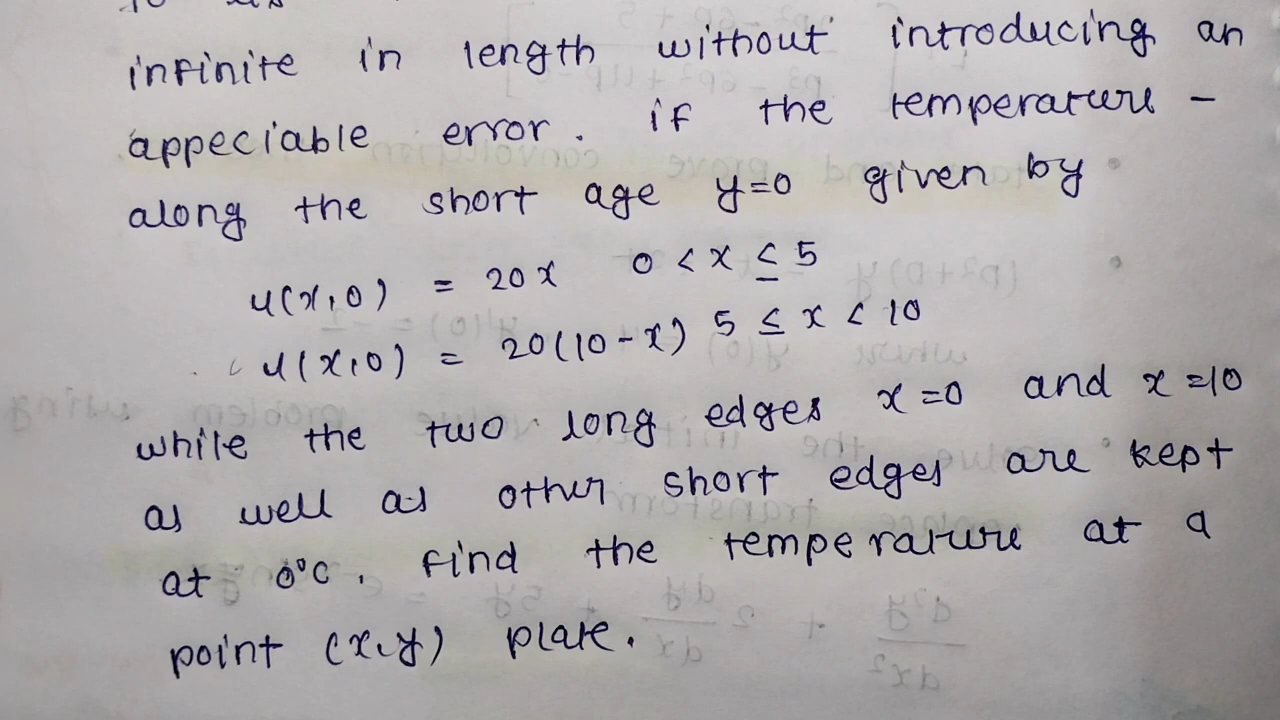 infinite in length without introducing an
appeciable error. if the temperature -
along the short age y=0 given by
u(x,0) = 20x 0 < x ≤ 5
u(x,0) = 20(10-x) 5 ≤ x < 10
while the two long edges x=0 and x=10
as well as other short edges are kept
at 0°C. Find the temperature at a
point (x,y) plate.